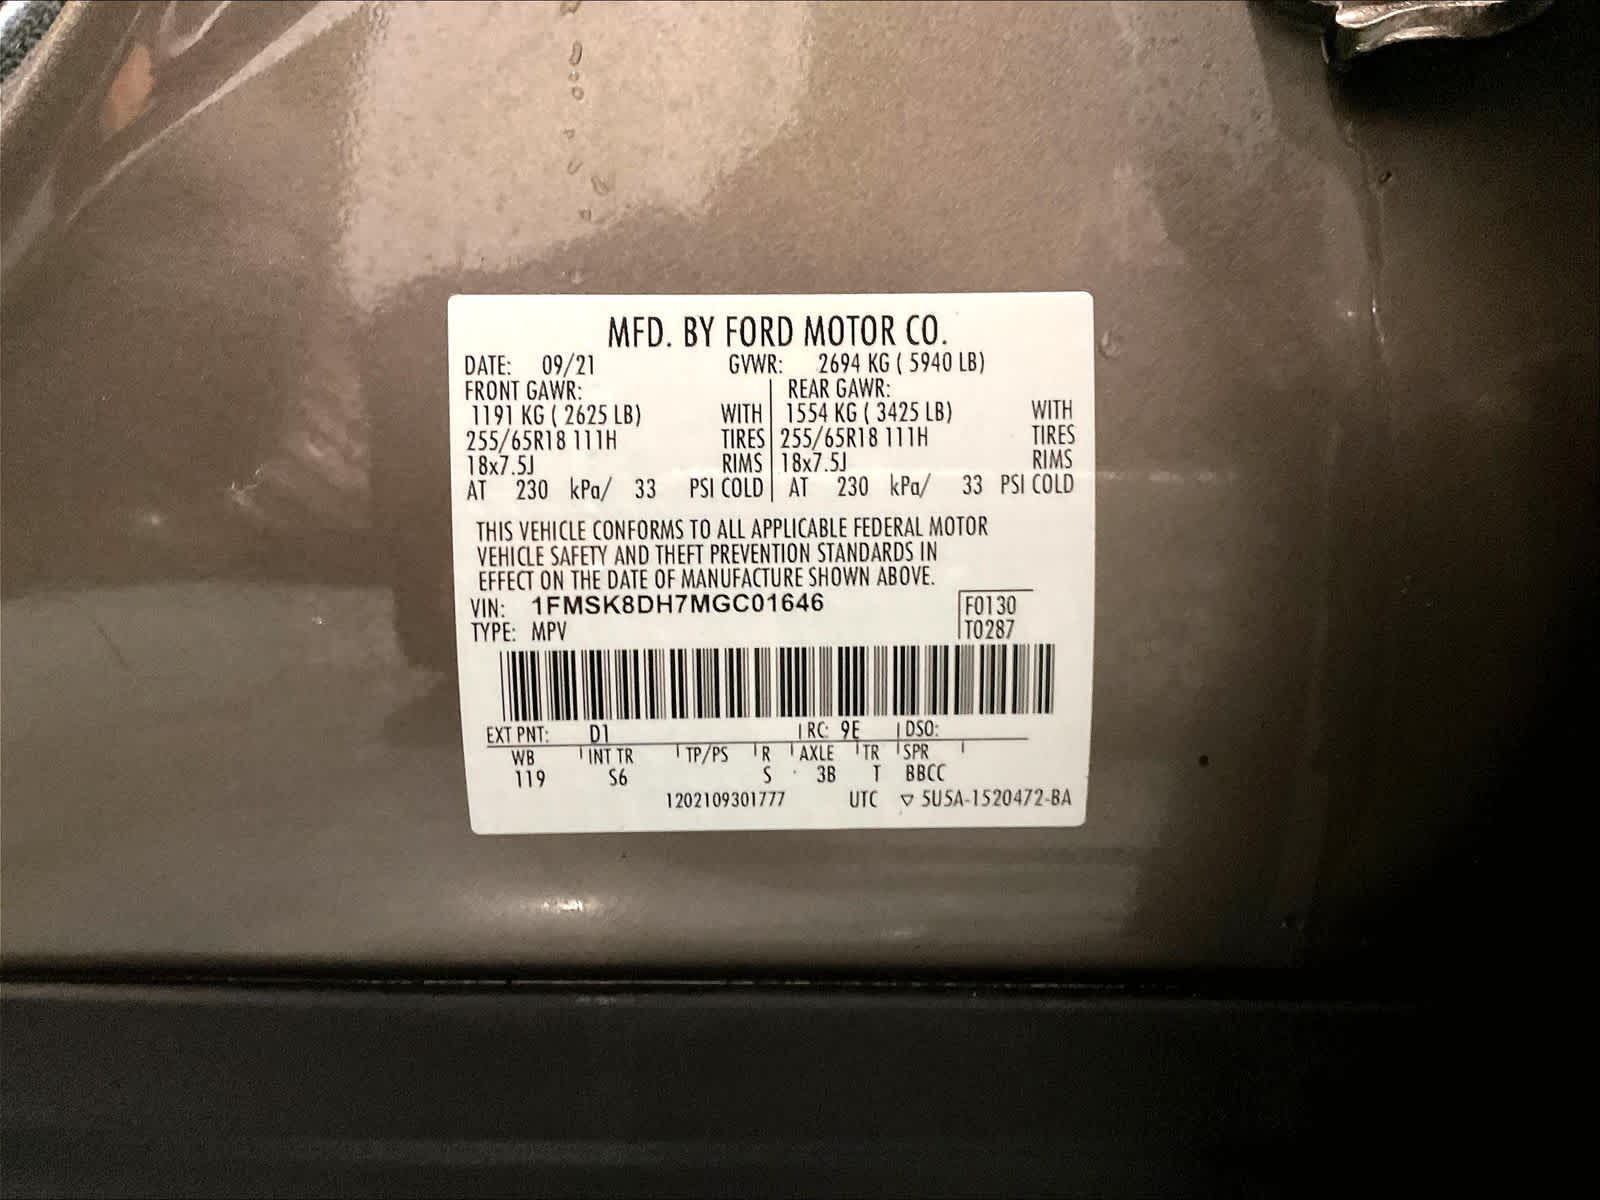 MFD. BY FORD MOTOR CO.
DATE: 09/21 GVWR: 2694 KG ( 5940 LB)
FRONT GAWR: REAR GAWR:
1191 KG ( 2625 LB) WITH 1554 KG ( 3425 LB) WITH
255/65R18 111H TIRES 255/65R18 111H TIRES
18x7.5J RIMS 18x7.5J RIMS
AT 230 kPa/ 33 PSI COLD AT 230 kPa/ 33 PSI COLD
THIS VEHICLE CONFORMS TO ALL APPLICABLE FEDERAL MOTOR
VEHICLE SAFETY AND THEFT PREVENTION STANDARDS IN
EFFECT ON THE DATE OF MANUFACTURE SHOWN ABOVE.
VIN: 1FMSK8DH7MGC01646 F0130
TYPE: MPV T0287
EXT PNT: D1 RC: 9E DSO:
WB INT TR TP/PS R AXLE TR SPR
119 S6 S 3B T BBCC
1202109301777 UTC ▽ 5U5A-1520472-BA